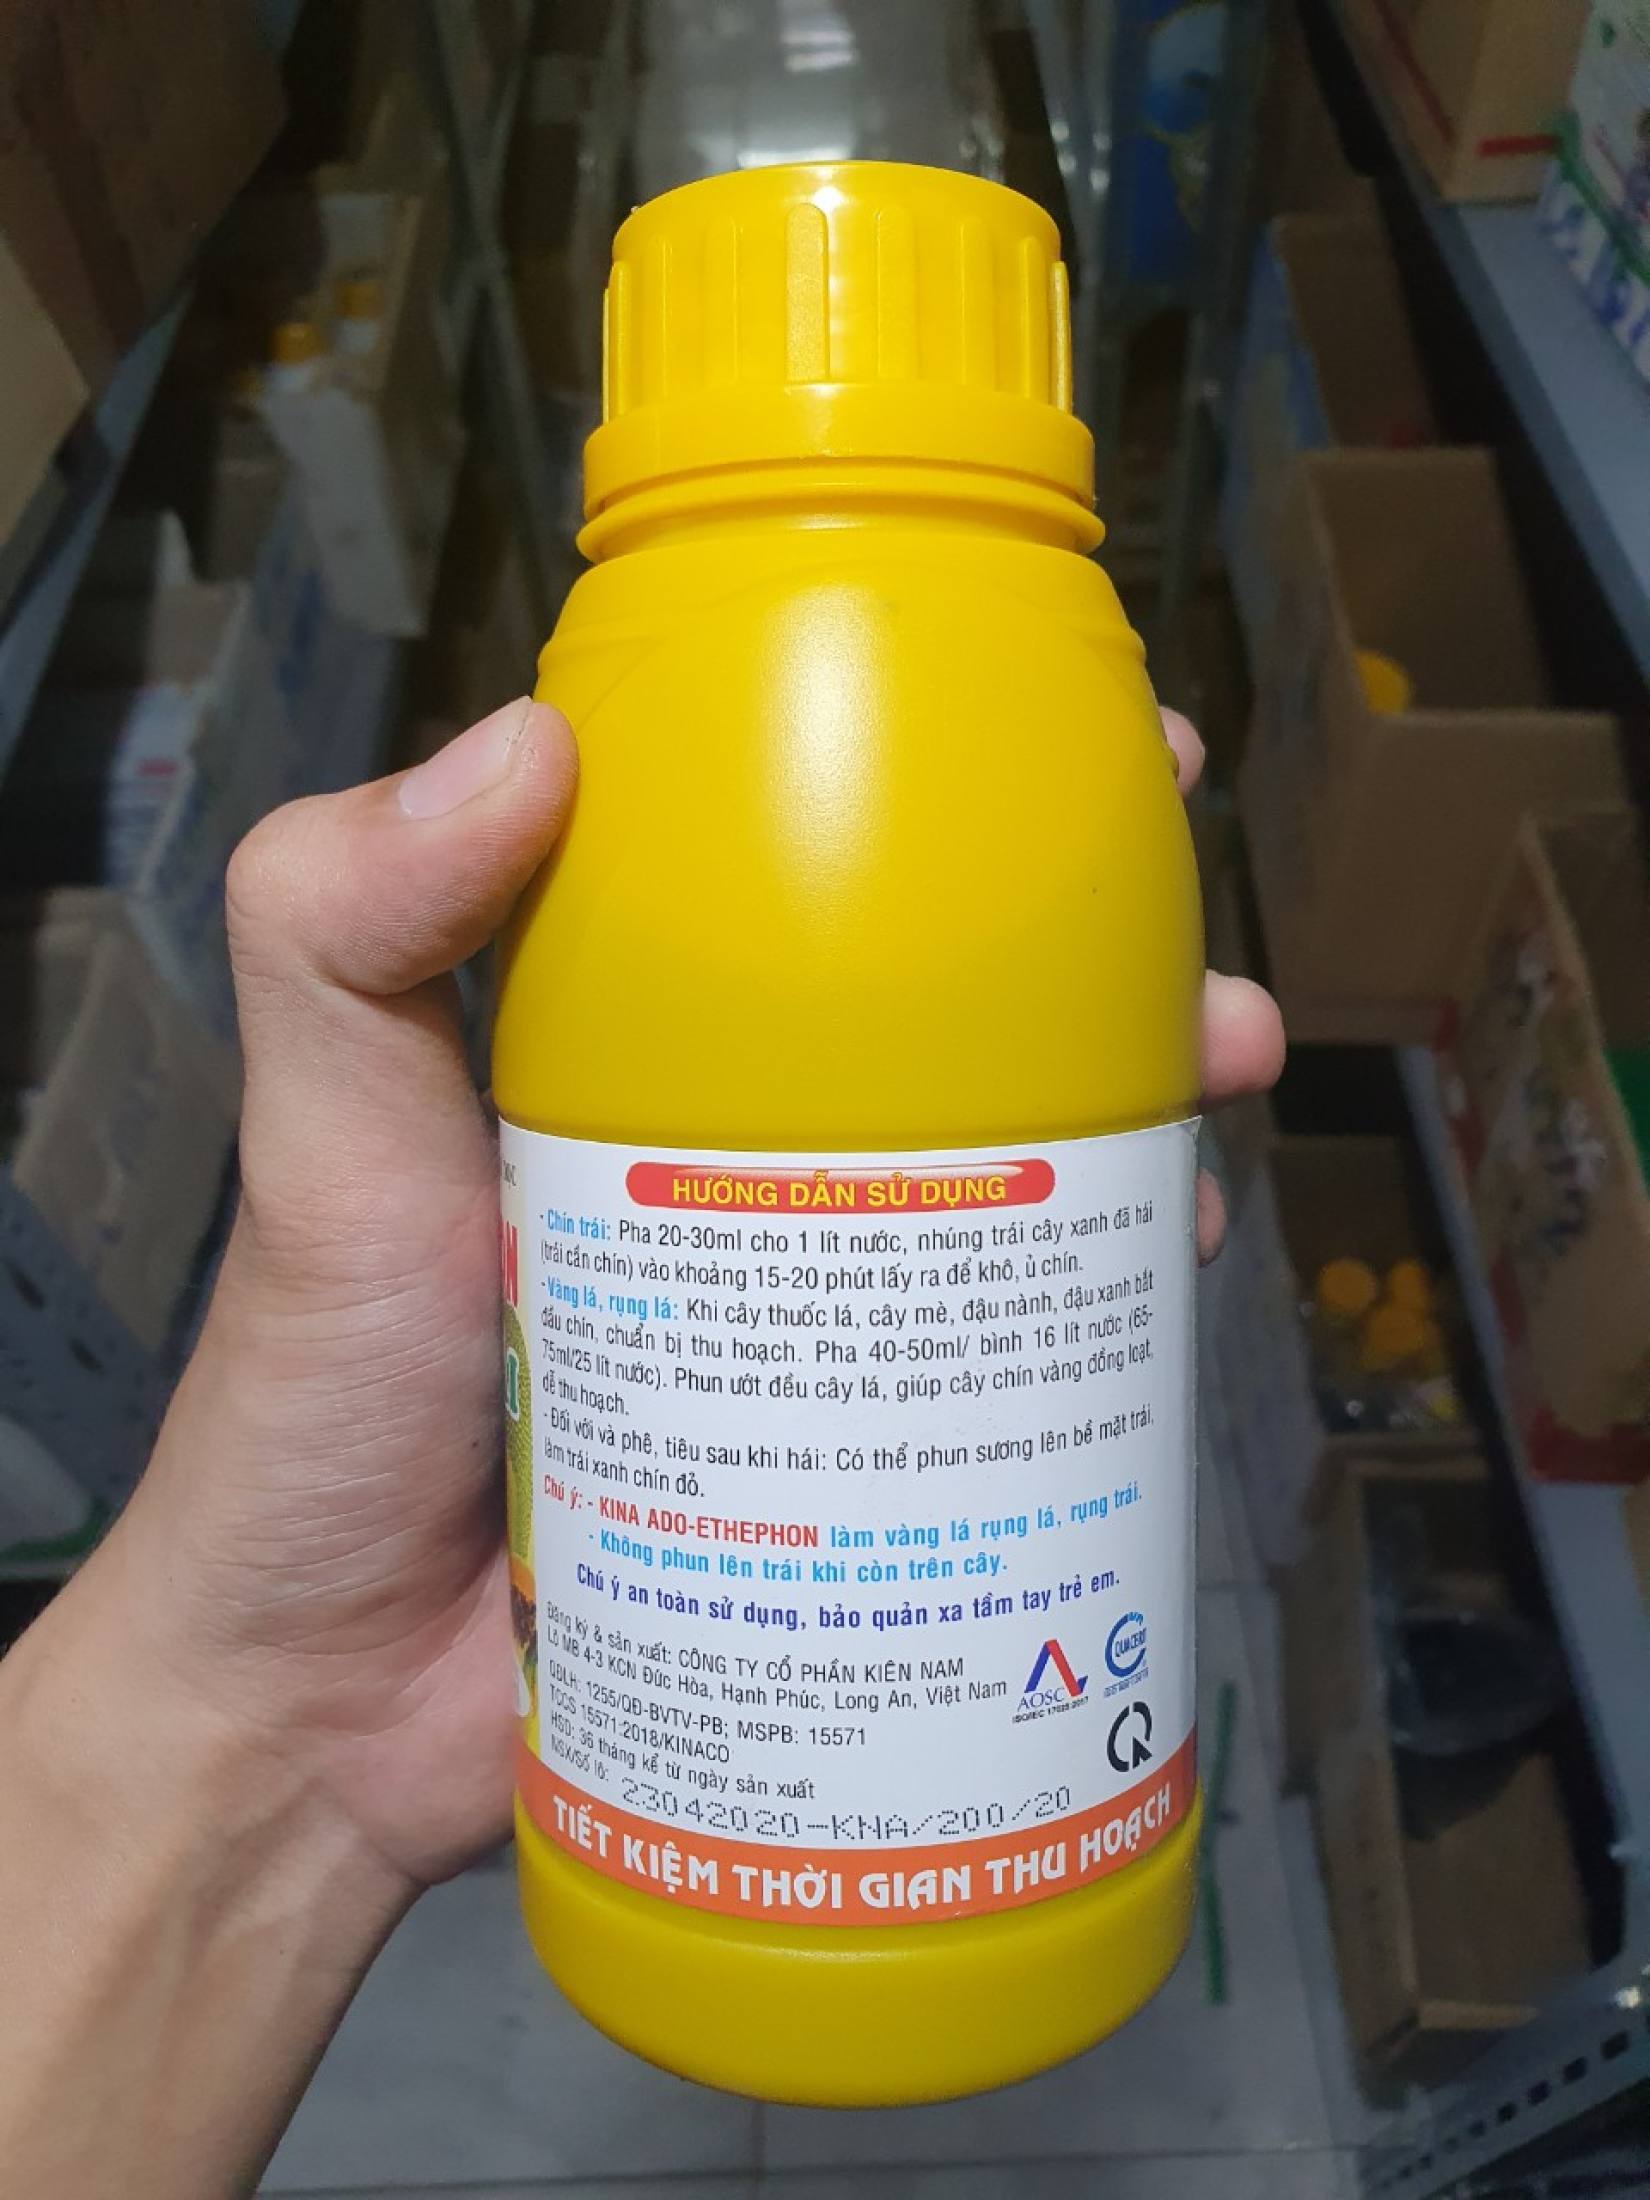 HƯỚNG DẪN SỬ DỤNG
- Chín trái: Pha 20-30ml cho 1 lít nước, nhúng trái cây xanh đã hái
(trái cần chín) vào khoảng 15-20 phút lấy ra để khô, ủ chín.
- Vàng lá, rụng lá: Khi cây thuốc lá, cây mè, đậu nành, đậu xanh bắt
đầu chín, chuẩn bị thu hoạch. Pha 40-50ml/ bình 16 lít nước (65-
75ml/25 lít nước). Phun ướt đều cây lá, giúp cây chín vàng đồng loạt,
dễ thu hoạch.
- Đối với và phê, tiêu sau khi hái: Có thể phun sương lên bề mặt trái,
làm trái xanh chín đỏ.
Chú ý: - KINA ADO-ETHEPHON làm vàng lá rụng lá, rụng trái.
- Không phun lên trái khi còn trên cây.
Chú ý an toàn sử dụng, bảo quản xa tầm tay trẻ em.
Đăng ký & sản xuất: CÔNG TY CỔ PHẦN KIÊN NAM
Lô MB 4-3 KCN Đức Hòa, Hạnh Phúc, Long An, Việt Nam
QĐLH: 1255/QĐ-BVTV-PB; MSPB: 15571
TCCS 15571:2018/KINACO
HSD: 36 tháng kể từ ngày sản xuất
NSX/Số lô: 23042020-KNA/200/20
AOSC
ISO/IEC 17025:2017
QUACERT
TIẾT KIỆM THỜI GIAN THU HOẠCH